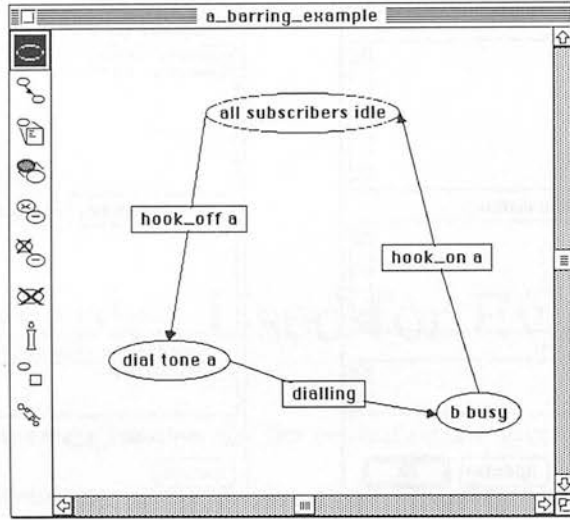 a_barring_example
all subscribers idle
hook_off a
hook_on a
dial tone a
dialling
b busy